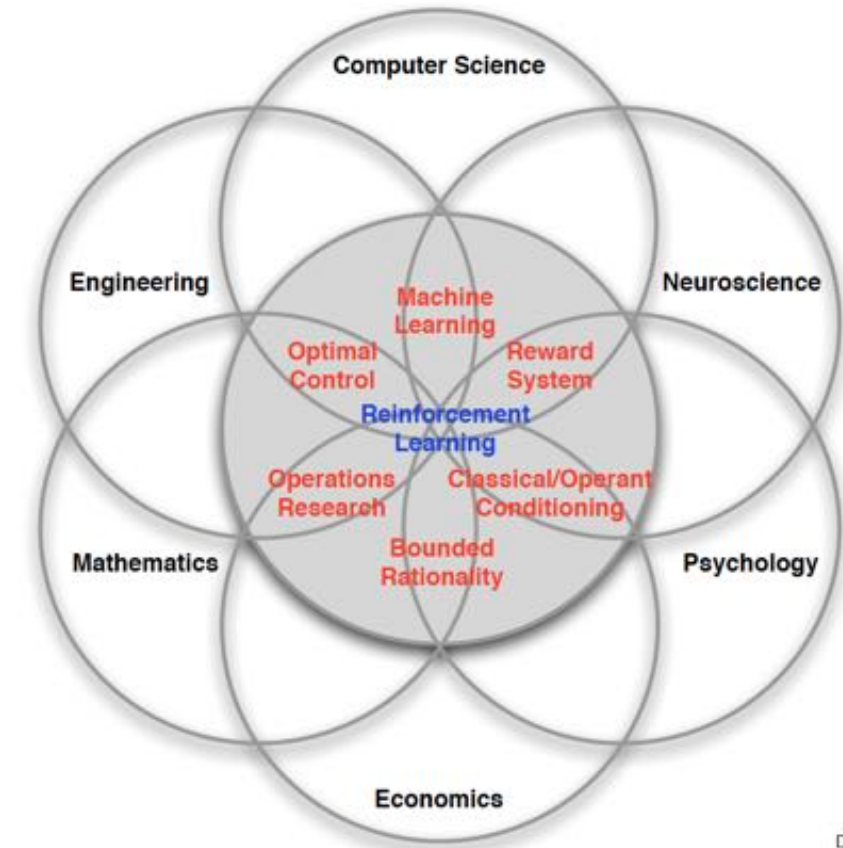 Computer Science
Engineering
Neuroscience
Machine
Learning
Optimal
Control
Reward
System
Reinforcement
Learning
Operations
Research
Classical/Operant
Conditioning
Bounded
Rationality
Mathematics
Psychology
Economics